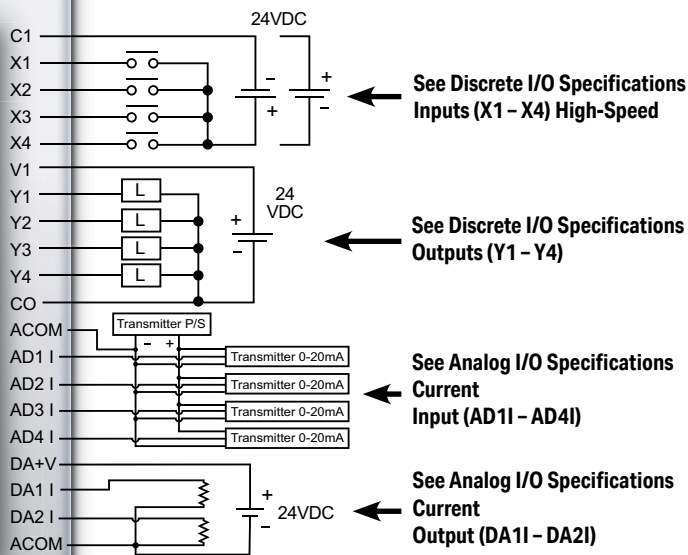 24VDC
C1
X1
X2
X3
X4
- +
+ -
See Discrete I/O Specifications
Inputs (X1 – X4) High-Speed
V1
Y1 L
Y2 L
Y3 L
Y4 L
CO
24
VDC
+
-
See Discrete I/O Specifications
Outputs (Y1 – Y4)
ACOM
Transmitter P/S
- +
AD1 I Transmitter 0-20mA
AD2 I Transmitter 0-20mA
AD3 I Transmitter 0-20mA
AD4 I Transmitter 0-20mA
See Analog I/O Specifications
Current
Input (AD1I – AD4I)
DA+V
DA1 I
DA2 I
ACOM
+
24VDC
-
See Analog I/O Specifications
Current
Output (DA1I – DA2I)